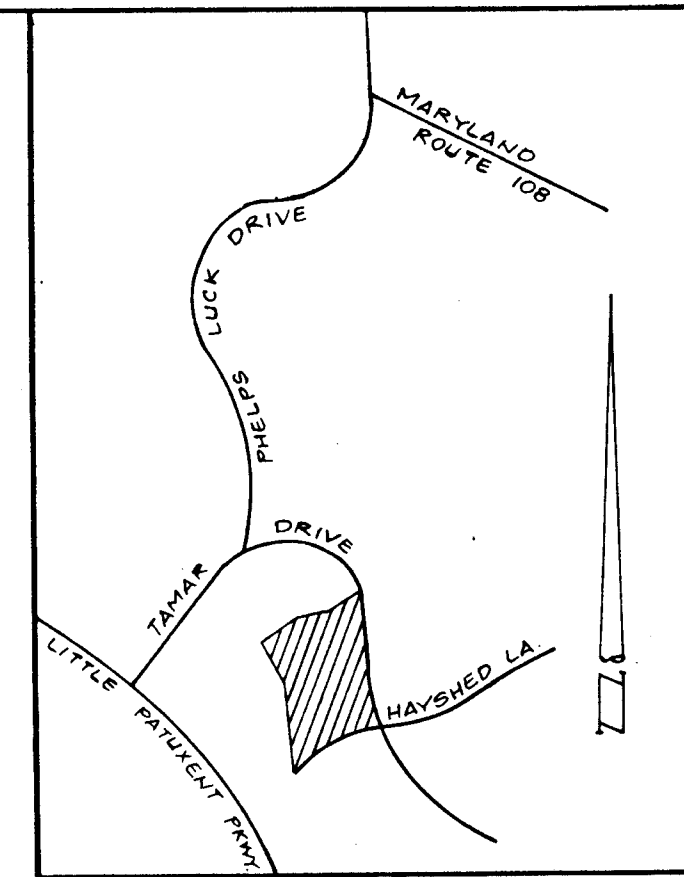 MARYLAND
ROUTE 108
PHELPS LUCK DRIVE
TAMAR DRIVE
HAYSHED LA.
LITTLE PATUXENT PKWY.